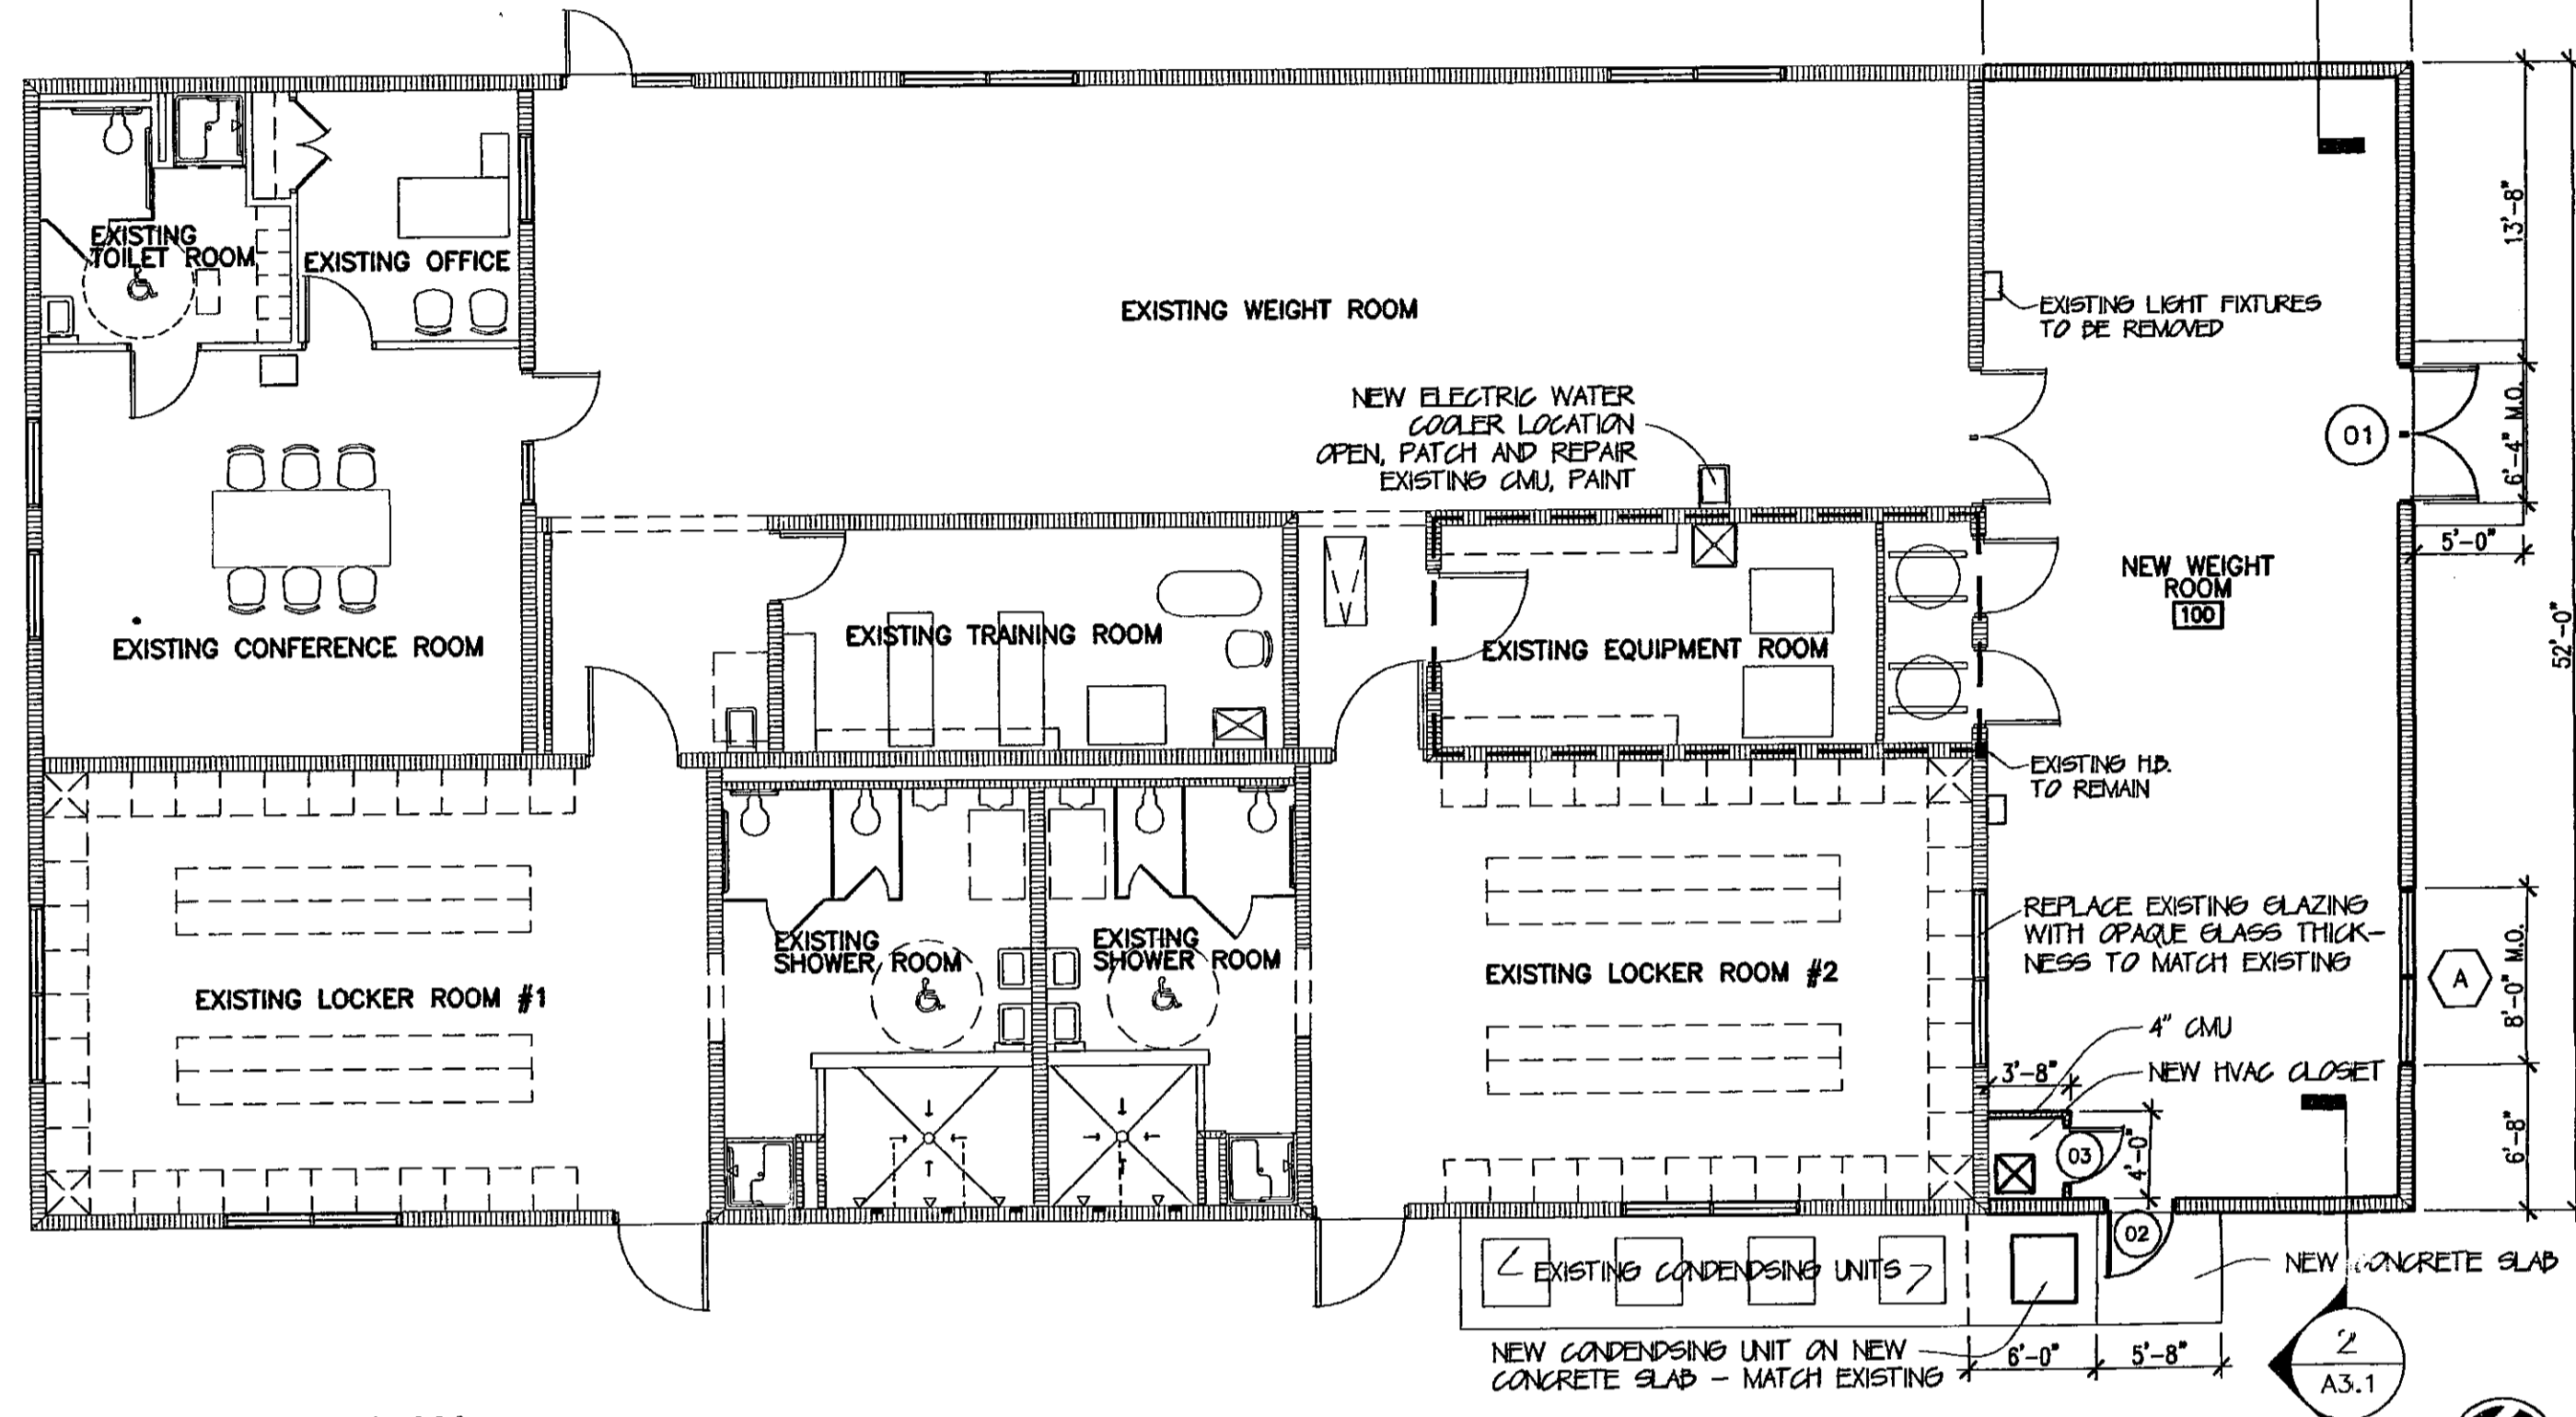 EXISTING
TOILET ROOM
EXISTING OFFICE
EXISTING WEIGHT ROOM
EXISTING LIGHT FIXTURES
TO BE REMOVED
13'-8"
NEW ELECTRIC WATER
COOLER LOCATION
OPEN, PATCH AND REPAIR
EXISTING CMU, PAINT
01
6'-4" M.O.
5'-0"
52'-0"
NEW WEIGHT
ROOM
100
EXISTING CONFERENCE ROOM
EXISTING TRAINING ROOM
EXISTING EQUIPMENT ROOM
EXISTING H.B.
TO REMAIN
REPLACE EXISTING GLAZING
WITH OPAQUE GLASS THICK-
NESS TO MATCH EXISTING
EXISTING
SHOWER ROOM
EXISTING
SHOWER ROOM
EXISTING LOCKER ROOM #1
EXISTING LOCKER ROOM #2
A
8'-0" M.O.
4" CMU
NEW HVAC CLOSET
3'-8"
03
4'-0"
6'-8"
02
EXISTING CONDENDSING UNITS
NEW CONCRETE SLAB
NEW CONDENDSING UNIT ON NEW
CONCRETE SLAB - MATCH EXISTING
6'-0"
5'-8"
2
A3.1